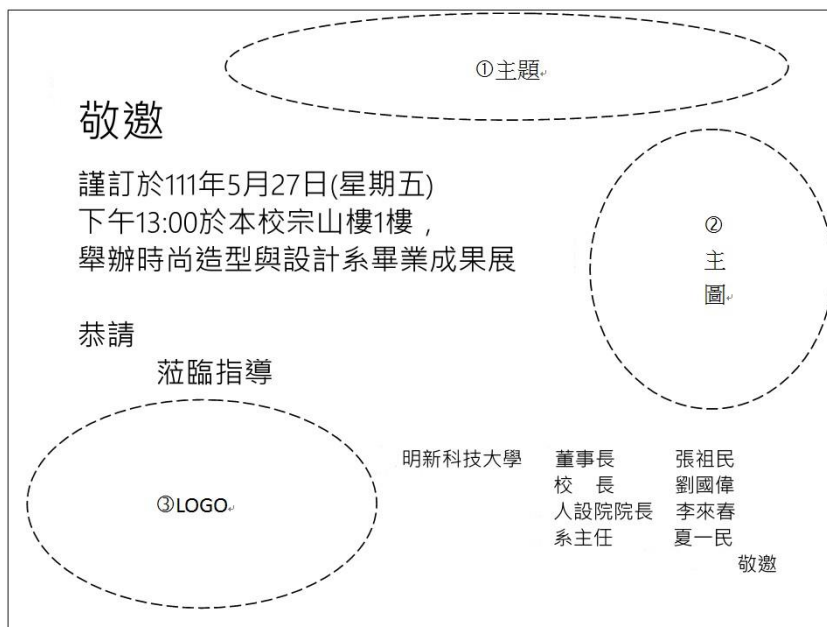 ①主題
敬邀
謹訂於111年5月27日(星期五)
下午13:00於本校宗山樓1樓，
舉辦時尚造型與設計系畢業成果展
②
主
圖
恭請
蒞臨指導
③LOGO
明新科技大學 董事長 張祖民
校 長 劉國偉
人設院院長 李來春
系主任 夏一民
敬邀